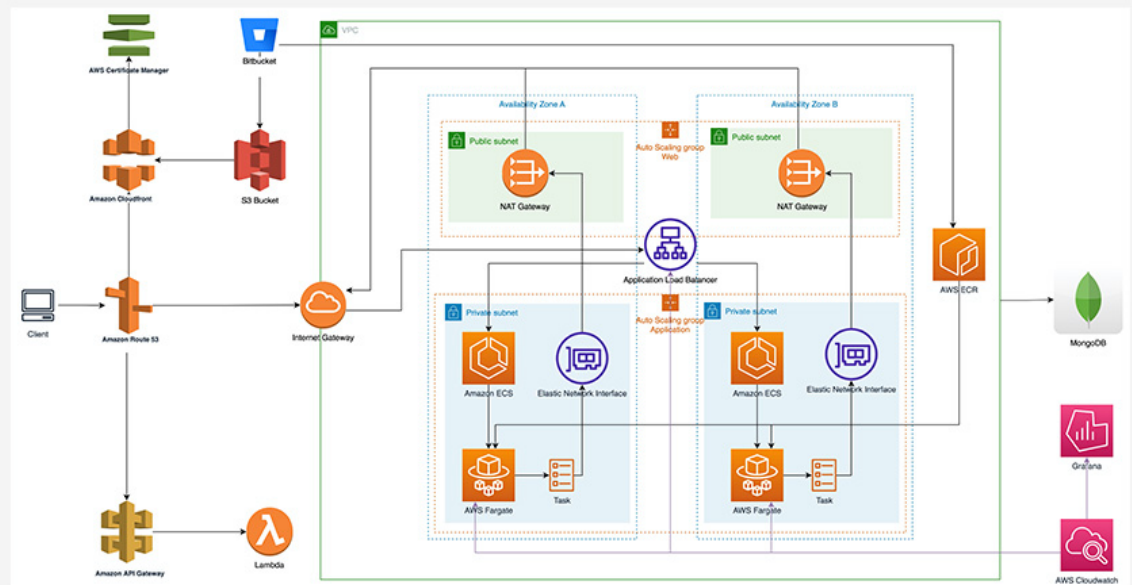 AWS Certificate Manager
Bitbucket
VPC
Availability Zone A
Availability Zone B
Public subnet
Auto Scaling group
Web
Public subnet
Amazon Cloudfront
S3 Bucket
NAT Gateway
NAT Gateway
Application Load Balancer
AWS ECR
Client
Amazon Route 53
Internet Gateway
Private subnet
Auto Scaling group
Application
Private subnet
MongoDB
Amazon ECS
Elastic Network Interface
Amazon ECS
Elastic Network Interface
Grafana
AWS Fargate
Task
AWS Fargate
Task
Amazon API Gateway
Lambda
AWS Cloudwatch